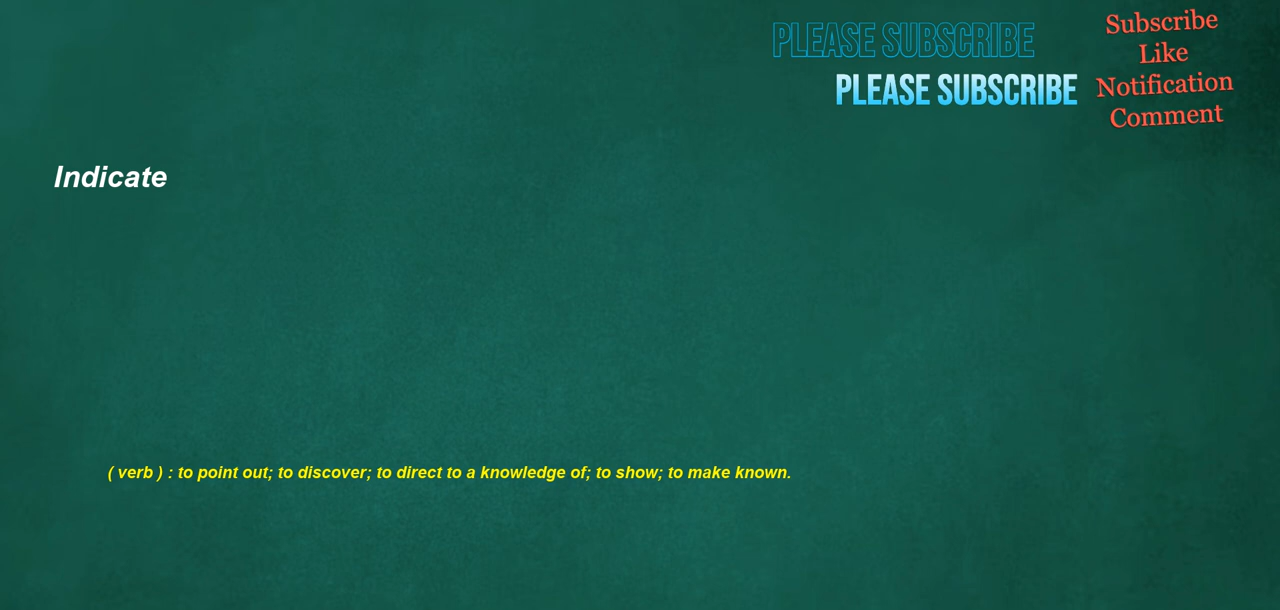 PLEASE SUBSCRIBE
PLEASE SUBSCRIBE
Subscribe
Like
Notification
Comment
Indicate
( verb ) : to point out; to discover; to direct to a knowledge of; to show; to make known.